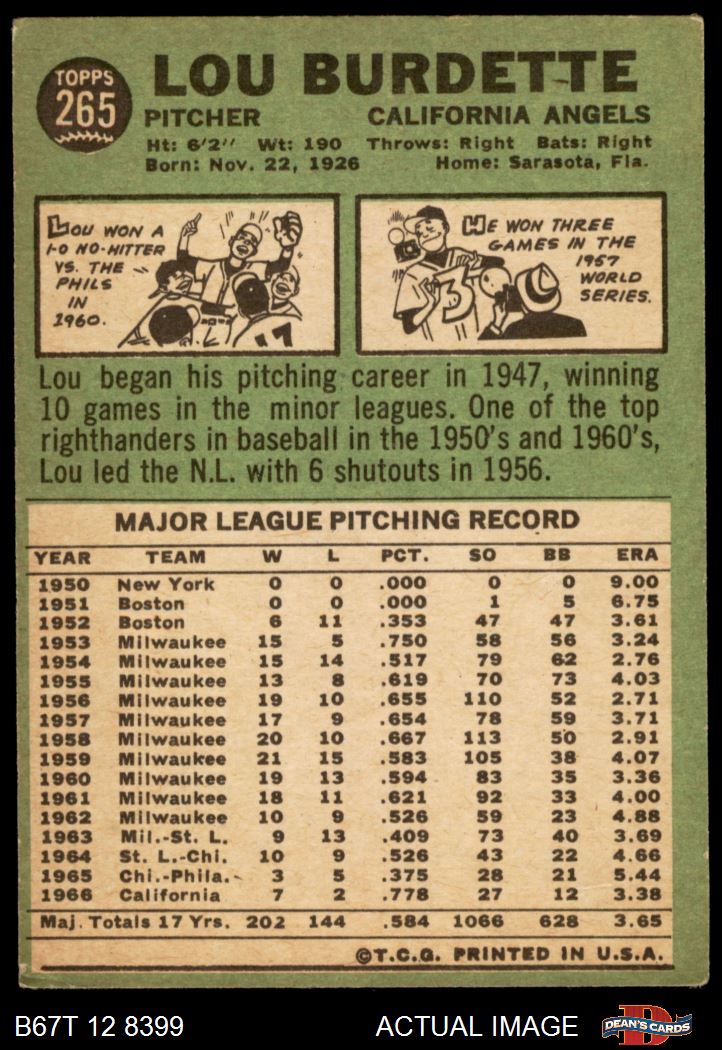 TOPPS
265
LOU BURDETTE
PITCHER CALIFORNIA ANGELS
Ht: 6'2'' Wt: 190 Throws: Right Bats: Right
Born: Nov. 22, 1926 Home: Sarasota, Fla.
LOU WON A
1-0 NO-HITTER
VS. THE
PHILS
IN
1960.
17
HE WON THREE
GAMES IN THE
1957
WORLD
SERIES.
3
Lou began his pitching career in 1947, winning
10 games in the minor leagues. One of the top
righthanders in baseball in the 1950's and 1960's,
Lou led the N.L. with 6 shutouts in 1956.
MAJOR LEAGUE PITCHING RECORD
YEAR TEAM W L PCT. SO BB ERA
1950 New York 0 0 .000 0 0 9.00
1951 Boston 0 0 .000 1 5 6.75
1952 Boston 6 11 .353 47 47 3.61
1953 Milwaukee 15 5 .750 58 56 3.24
1954 Milwaukee 15 14 .517 79 62 2.76
1955 Milwaukee 13 8 .619 70 73 4.03
1956 Milwaukee 19 10 .655 110 52 2.71
1957 Milwaukee 17 9 .654 78 59 3.71
1958 Milwaukee 20 10 .667 113 50 2.91
1959 Milwaukee 21 15 .583 105 38 4.07
1960 Milwaukee 19 13 .594 83 35 3.36
1961 Milwaukee 18 11 .621 92 33 4.00
1962 Milwaukee 10 9 .526 59 23 4.88
1963 Mil.-St. L. 9 13 .409 73 40 3.69
1964 St. L.-Chi. 10 9 .526 43 22 4.66
1965 Chi.-Phila. 3 5 .375 28 21 5.44
1966 California 7 2 .778 27 12 3.38
Maj. Totals 17 Yrs. 202 144 .584 1066 628 3.65
©T.C.G. PRINTED IN U.S.A.
B67T 12 8399 ACTUAL IMAGE D DEAN'S CARDS